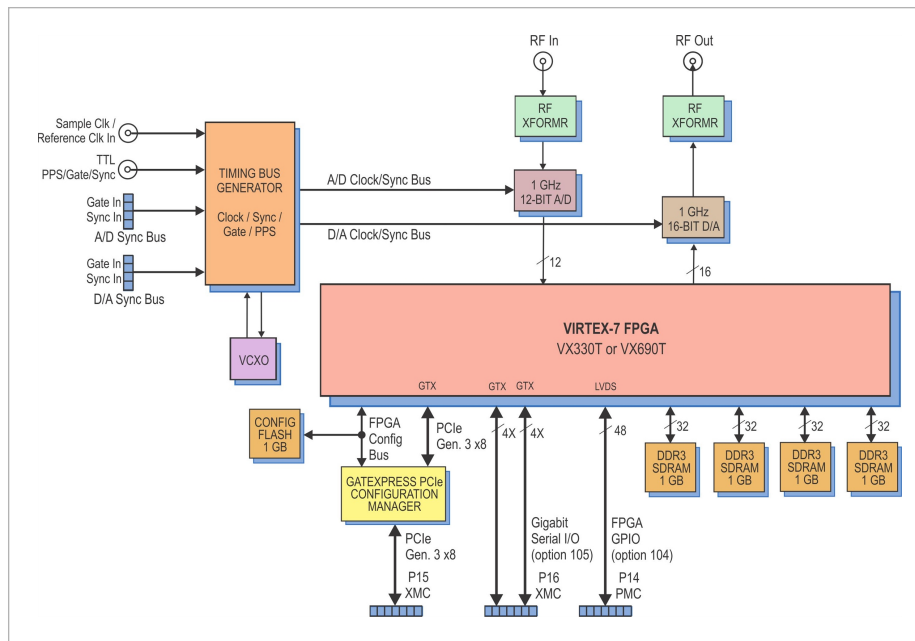 RF In
RF Out
RF
XFORMR
RF
XFORMR
Sample Clk /
Reference Clk In
TTL
PPS/Gate/Sync
Gate In
Sync In
A/D Sync Bus
Gate In
Sync In
D/A Sync Bus
TIMING BUS
GENERATOR
Clock / Sync /
Gate / PPS
A/D Clock/Sync Bus
D/A Clock/Sync Bus
1 GHz
12-BIT A/D
1 GHz
16-BIT D/A
12
16
VCXO
VIRTEX-7 FPGA
VX330T or VX690T
GTX
GTX
GTX
LVDS
CONFIG
FLASH
1 GB
FPGA
Config
Bus
PCIe
Gen. 3 x8
4X
4X
48
32
32
32
32
DDR3
SDRAM
1 GB
DDR3
SDRAM
1 GB
DDR3
SDRAM
1 GB
DDR3
SDRAM
1 GB
GATEXPRESS PCIe
CONFIGURATION
MANAGER
PCIe
Gen. 3 x8
Gigabit
Serial I/O
(option 105)
FPGA
GPIO
(option 104)
P15
XMC
P16
XMC
P14
PMC